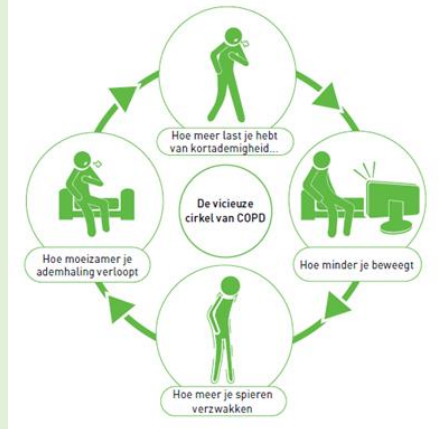 Hoe meer last je hebt
van kortademigheid...
De vicieuze
cirkel van COPD
Hoe minder je beweegt
Hoe meer je spieren
verzwakken
Hoe moeizamer je
ademhaling verloopt